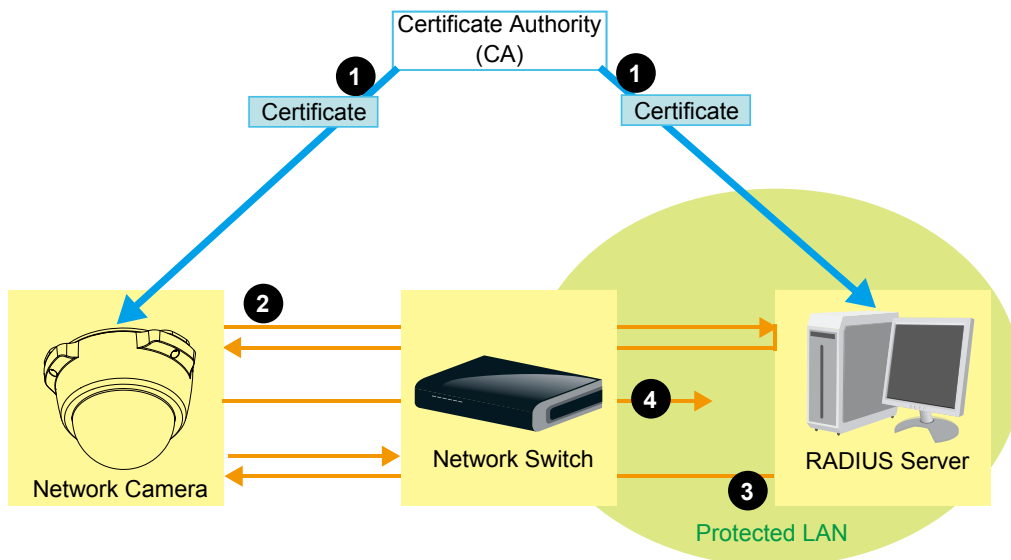 Certificate Authority
(CA)
1
1
Certificate
Certificate
2
4
Network Camera
Network Switch
RADIUS Server
3
Protected LAN